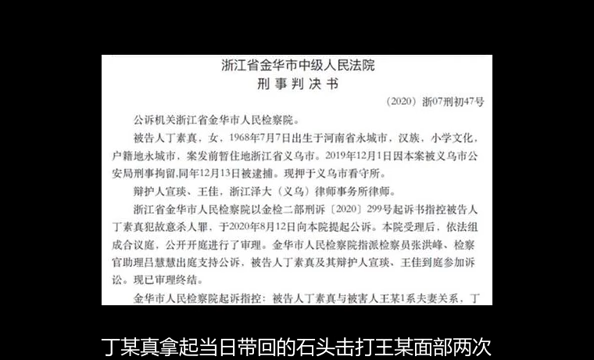 浙江省金华市中级人民法院
刑事判决书
（2020）浙07刑初47号
公诉机关浙江省金华市人民检察院。
被告人丁素真，女，1968年7月7日出生于河南省永城市，汉族，小学文化，
户籍地永城市，案发前暂住地浙江省义乌市。2019年12月1日因本案被义乌市公
安局刑事拘留,同年12月13日被逮捕。现押于义乌市看守所。
辩护人宣琰、王佳，浙江泽大（义乌）律师事务所律师。
浙江省金华市人民检察院以金检二部刑诉〔2020〕299号起诉书指控被告人
丁素真犯故意杀人罪，于2020年8月12日向本院提起公诉。本院受理后，依法组
成合议庭，公开开庭进行了审理。金华市人民检察院指派检察员张洪峰、检察
官助理吕慧慧出庭支持公诉，被告人丁素真及其辩护人宣琰、王佳到庭参加诉
讼。现已审理终结。
金华市人民检察院起诉指控：被告人丁素真与被害人王某1系夫妻关系，丁
丁某真拿起当日带回的石头击打王某面部两次